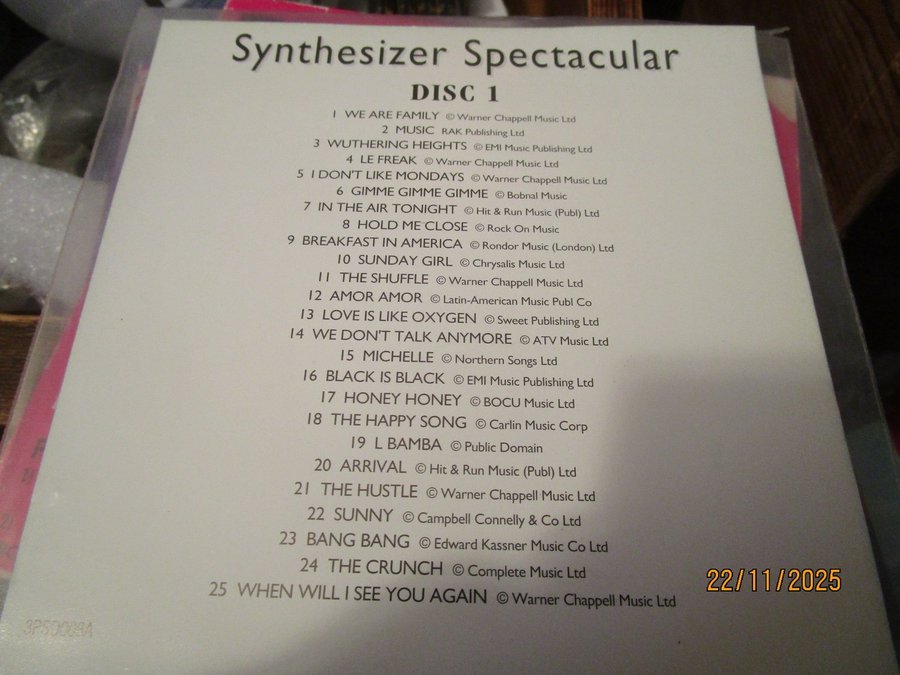 Synthesizer Spectacular
DISC 1
1 WE ARE FAMILY © Warner Chappell Music Ltd
2 MUSIC RAK Publishing Ltd
3 WUTHERING HEIGHTS © EMI Music Publishing Ltd
4 LE FREAK © Warner Chappell Music Ltd
5 I DON'T LIKE MONDAYS © Warner Chappell Music Ltd
6 GIMME GIMME GIMME © Bobnal Music
7 IN THE AIR TONIGHT © Hit & Run Music (Publ) Ltd
8 HOLD ME CLOSE © Rock On Music
9 BREAKFAST IN AMERICA © Rondor Music (London) Ltd
10 SUNDAY GIRL © Chrysalis Music Ltd
11 THE SHUFFLE © Warner Chappell Music Ltd
12 AMOR AMOR © Latin-American Music Publ Co
13 LOVE IS LIKE OXYGEN © Sweet Publishing Ltd
14 WE DON'T TALK ANYMORE © ATV Music Ltd
15 MICHELLE © Northern Songs Ltd
16 BLACK IS BLACK © EMI Music Publishing Ltd
17 HONEY HONEY © BOCU Music Ltd
18 THE HAPPY SONG © Carlin Music Corp
19 L BAMBA © Public Domain
20 ARRIVAL © Hit & Run Music (Publ) Ltd
21 THE HUSTLE © Warner Chappell Music Ltd
22 SUNNY © Campbell Connelly & Co Ltd
23 BANG BANG © Edward Kassner Music Co Ltd
24 THE CRUNCH © Complete Music Ltd
25 WHEN WILL I SEE YOU AGAIN © Warner Chappell Music Ltd
22/11/2025